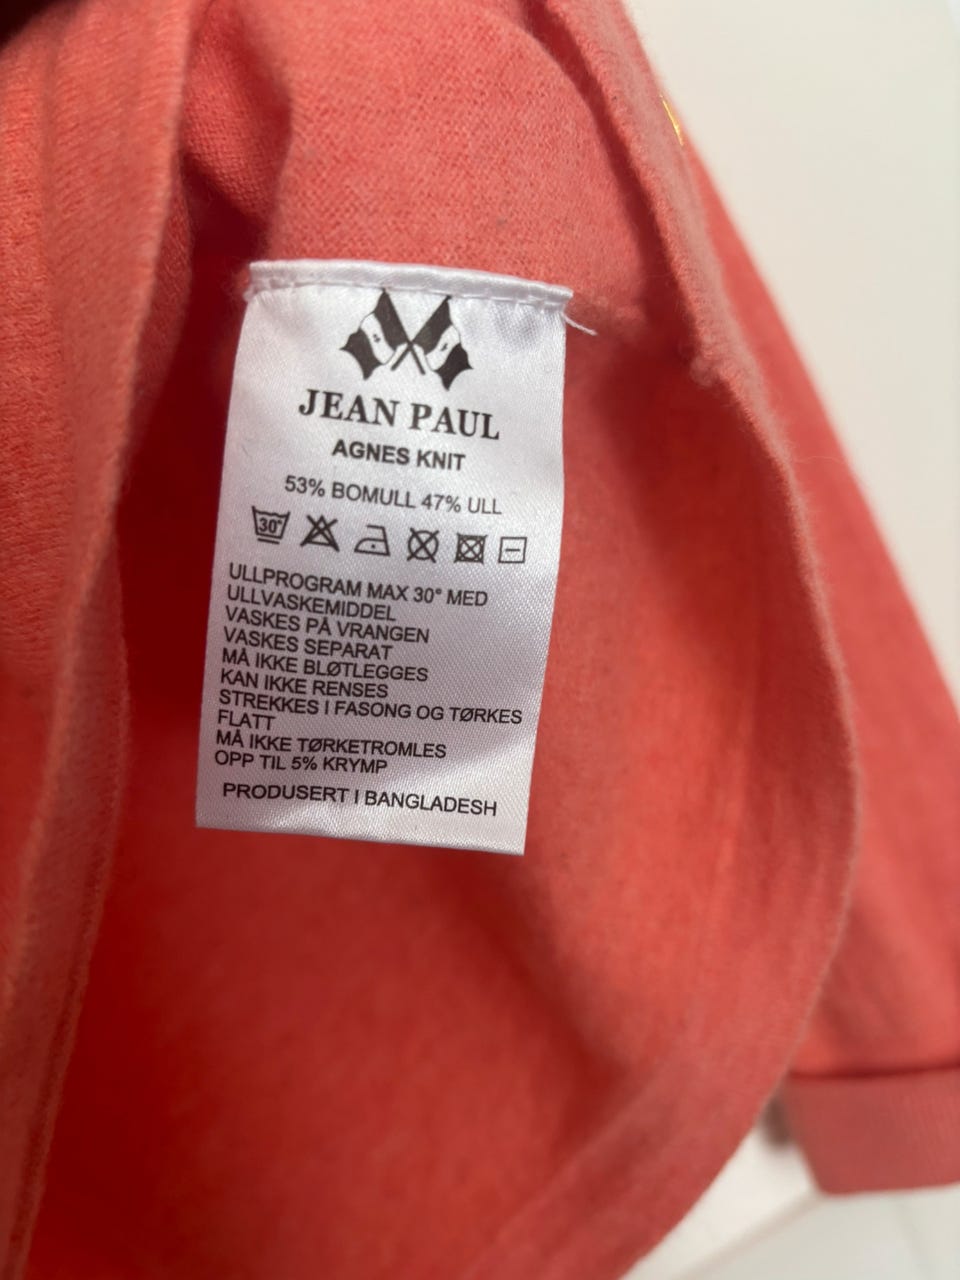 JEAN PAUL
AGNES KNIT
53% BOMULL 47% ULL
30°
ULLPROGRAM MAX 30° MED
ULLVASKEMIDDEL
VASKES PÅ VRANGEN
VASKES SEPARAT
MÅ IKKE BLØTLEGGES
KAN IKKE RENSES
STREKKES I FASONG OG TØRKES
FLATT
MÅ IKKE TØRKETROMLES
OPP TIL 5% KRYMP
PRODUSERT I BANGLADESH